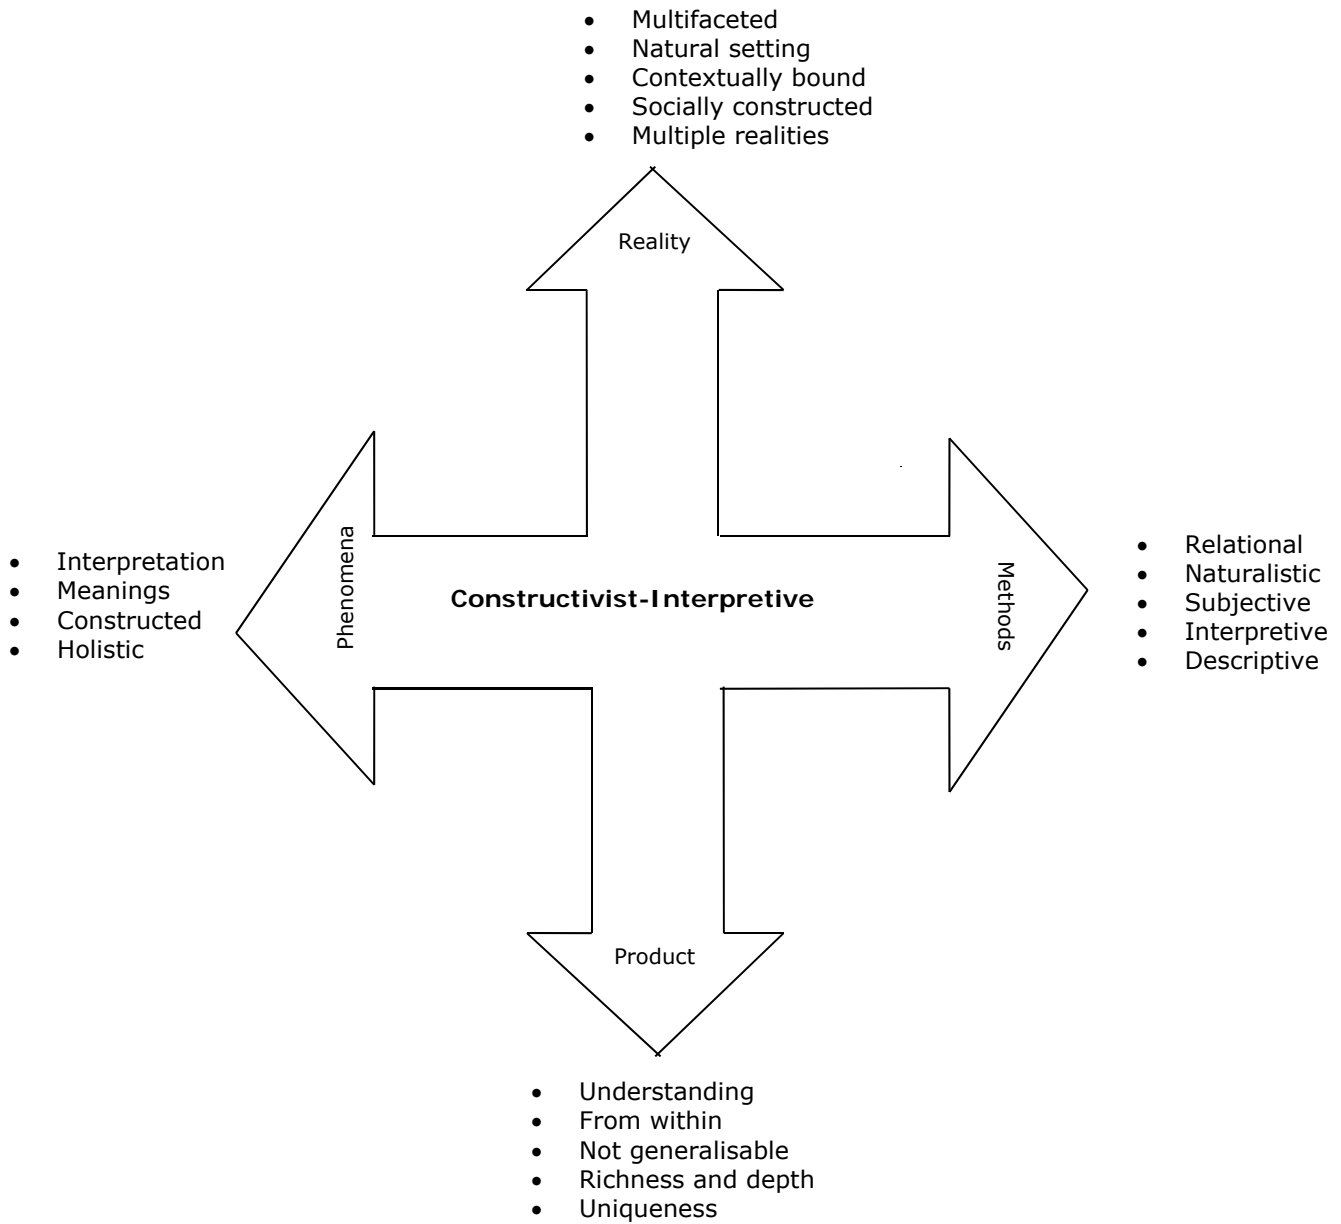 • Multifaceted
• Natural setting
• Contextually bound
• Socially constructed
• Multiple realities
Reality
Phenomena
• Interpretation
• Meanings
• Constructed
• Holistic
Constructivist-Interpretive
Methods
• Relational
• Naturalistic
• Subjective
• Interpretive
• Descriptive
Product
• Understanding
• From within
• Not generalisable
• Richness and depth
• Uniqueness